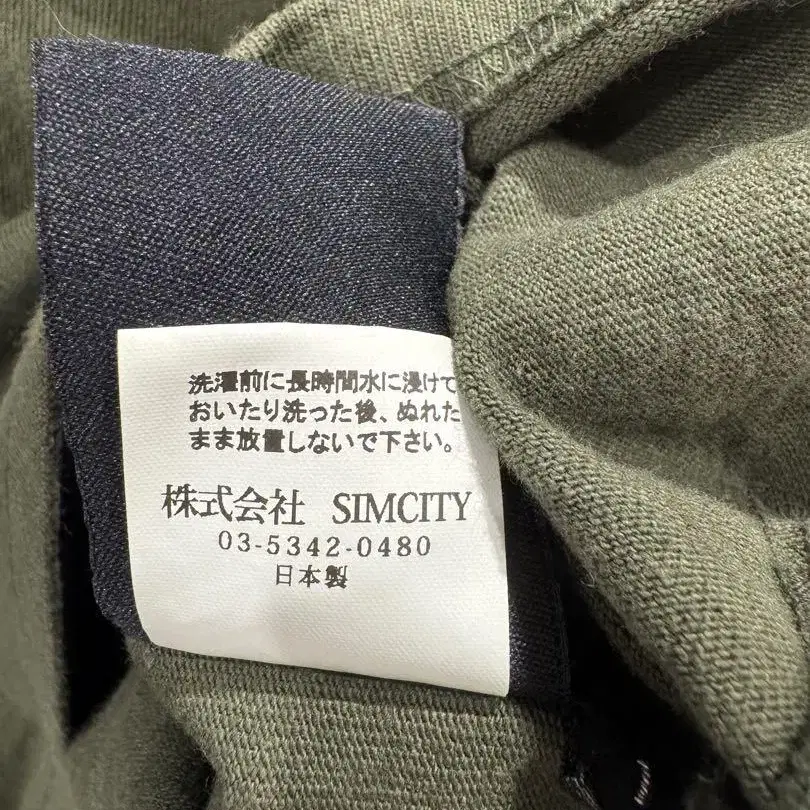 洗濯前に長時間水に浸けて
おいたり洗った後、ぬれた
まま放置しないで下さい。
株式会社 SIMCITY
03-5342-0480
日本製